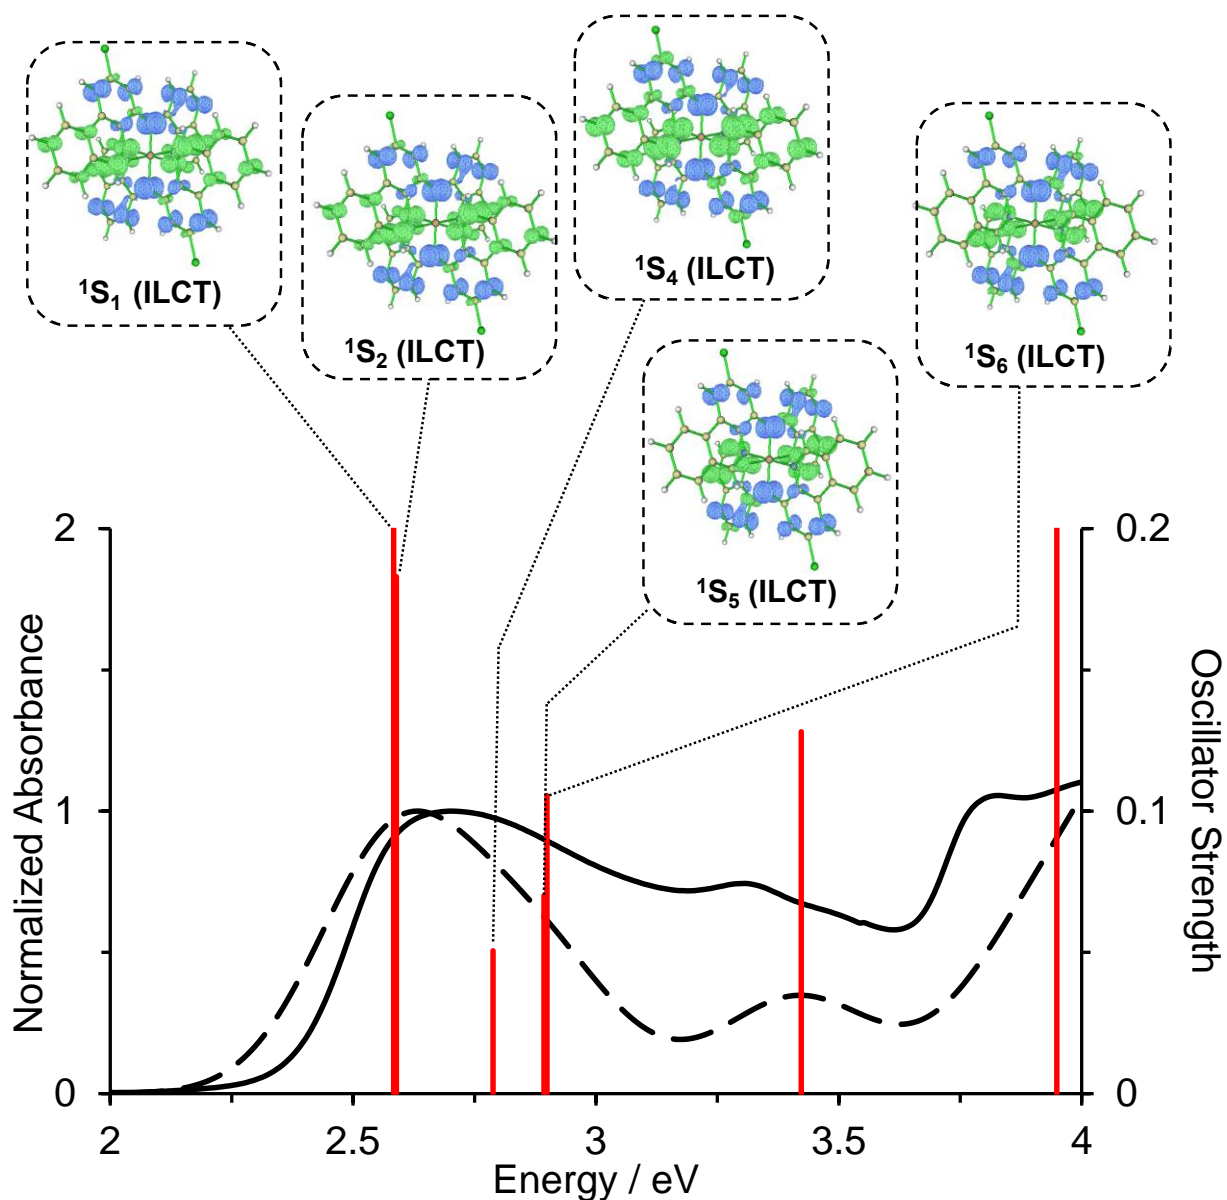 ¹S₁ (ILCT)
¹S₂ (ILCT)
¹S₄ (ILCT)
¹S₆ (ILCT)
¹S₅ (ILCT)
2
1
0
Normalized Absorbance
0.2
0.1
0
Oscillator Strength
2
2.5
3
3.5
4
Energy / eV